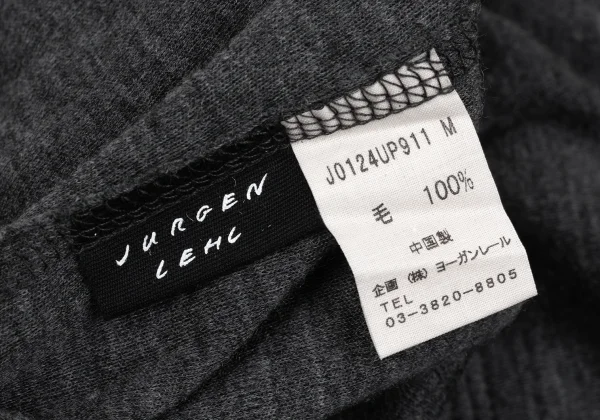 JURGEN
LEHL
J0124UP911 M
毛 100%
中国製
企画 (株) ヨーガンレール
TEL
03-3820-8805